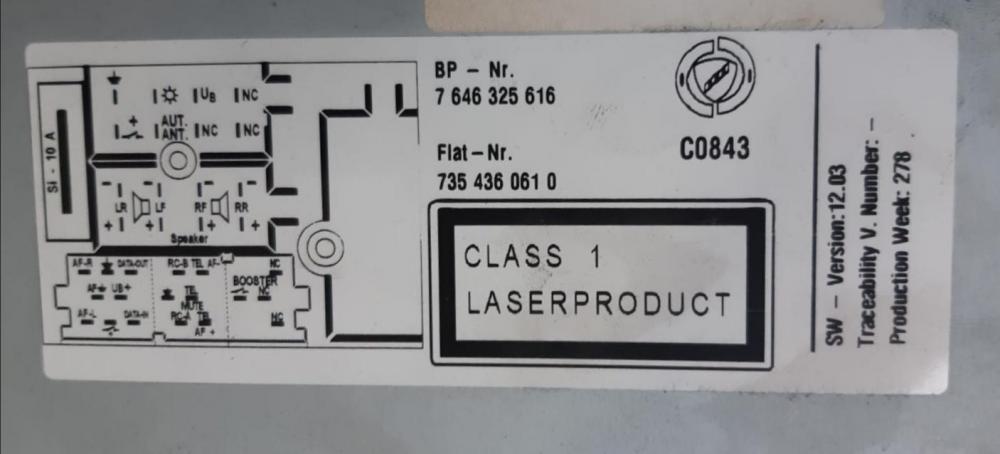 Si - 10 A
UB
NC
+
AUT.
ANT.
NC
NC
- - - -
LR LF RF RR
+ + + +
Speaker
AF-R DATA-OUT RC-B TEL AF- NC
AF UB+ TEL BOOSTER NC
MUTE
AF-L DATA-IN RC-A TEL NC
AF +
BP - Nr.
7 646 325 616
Fiat-Nr.
735 436 061 0
C0843
CLASS 1
LASERPRODUCT
SW - Version:12.03
Traceability V. Number: -
Production Week: 278